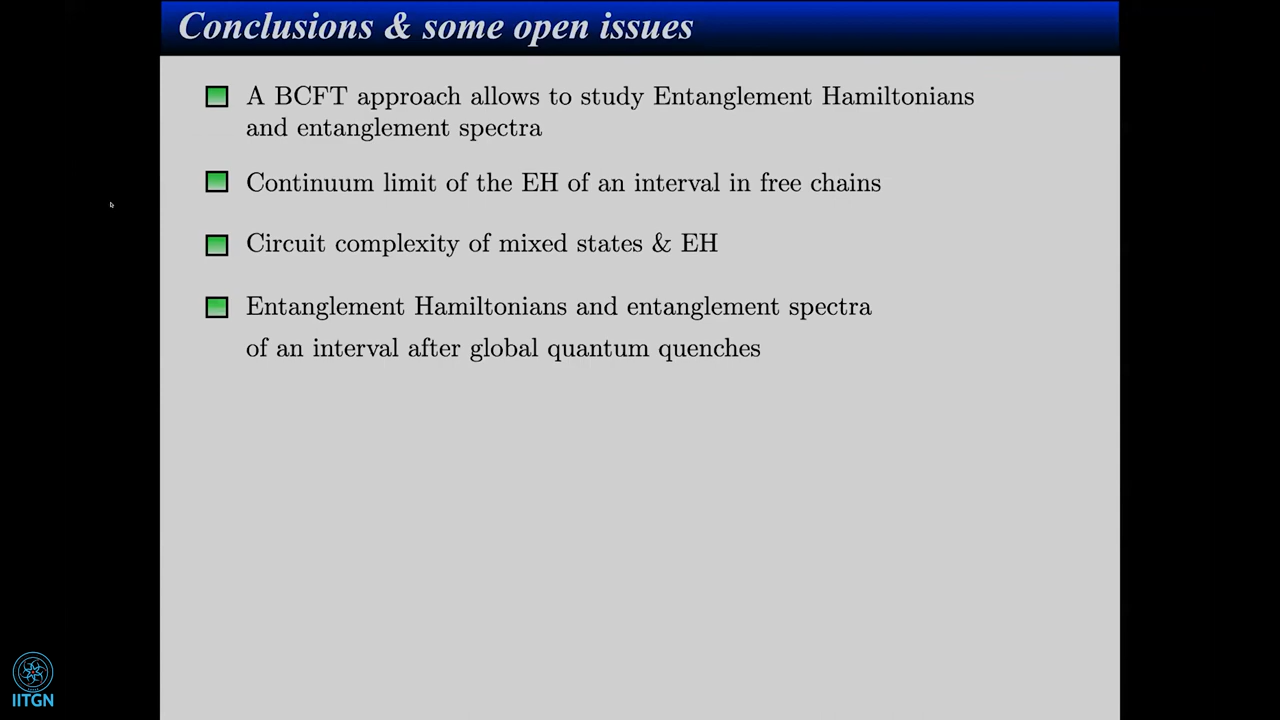 Conclusions & some open issues
A BCFT approach allows to study Entanglement Hamiltonians
and entanglement spectra
Continuum limit of the EH of an interval in free chains
Circuit complexity of mixed states & EH
Entanglement Hamiltonians and entanglement spectra
of an interval after global quantum quenches
IITGN